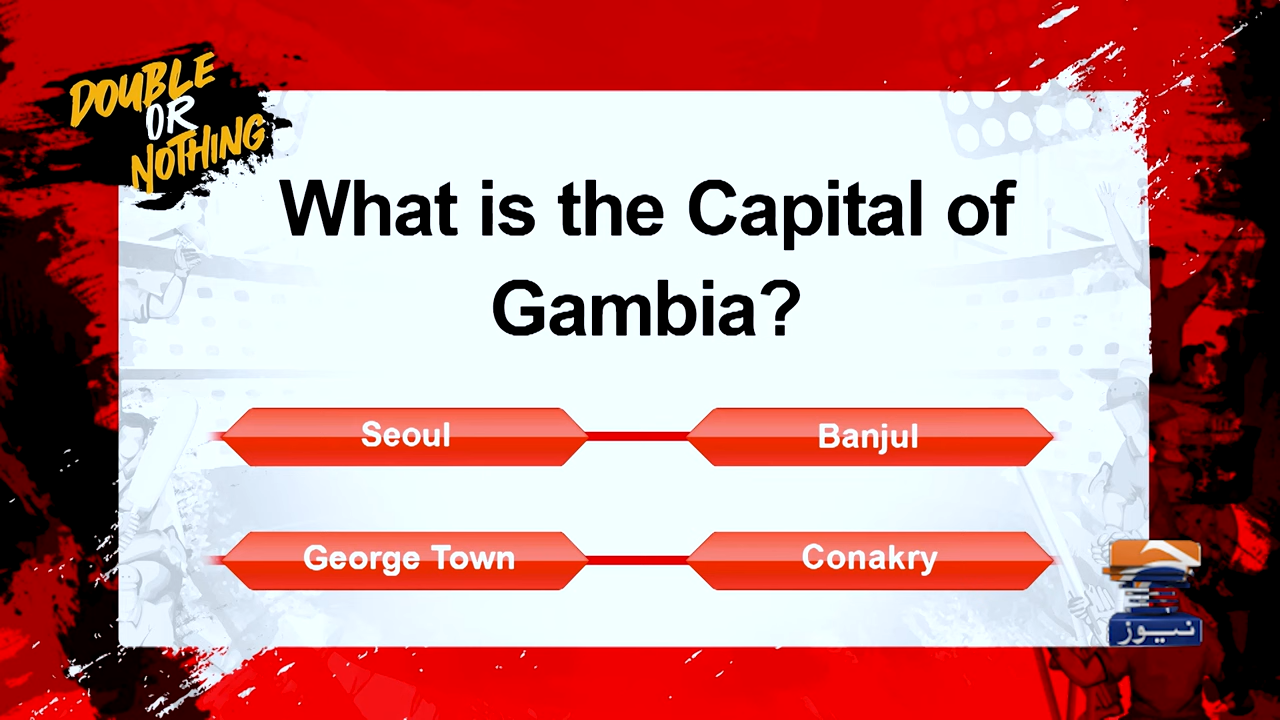 DOUBLE
OR
NOTHING
What is the Capital of
Gambia?
Seoul
Banjul
George Town
Conakry
نیوز